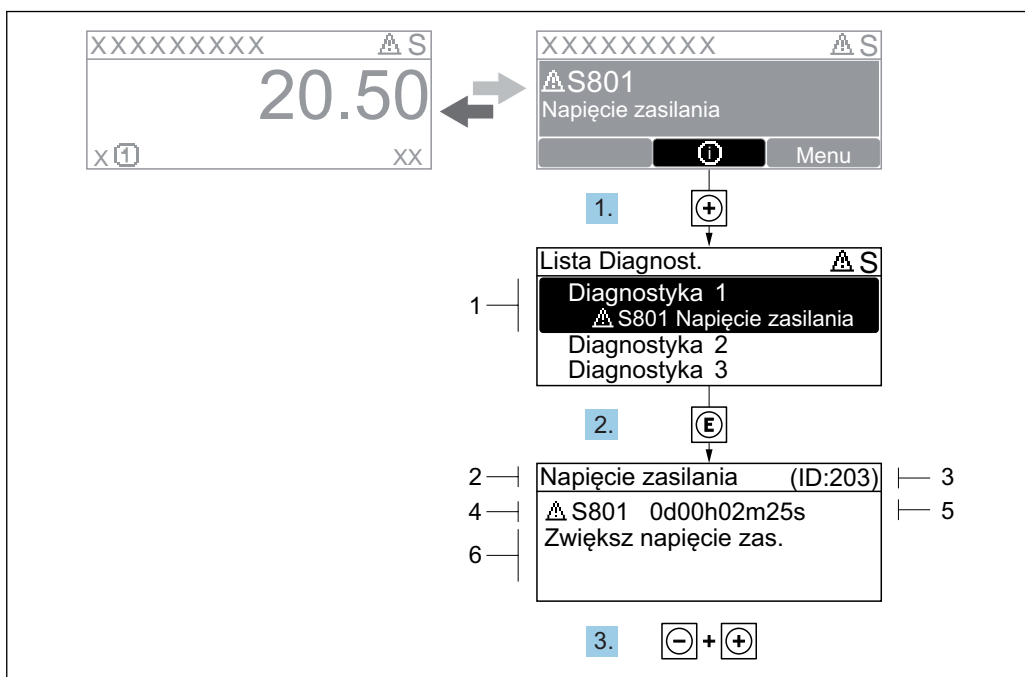 XXXXXXXXX ⚠ S
20.50
X 1 XX
XXXXXXXXX ⚠ S
⚠S801
Napięcie zasilania
i Menu
1. +
Lista Diagnost. ⚠ S
1
Diagnostyka 1
⚠ S801 Napięcie zasilania
Diagnostyka 2
Diagnostyka 3
2. E
2 Napięcie zasilania (ID:203) 3
4 ⚠ S801 0d00h02m25s 5
6 Zwiększ napięcie zas.
3. - + +